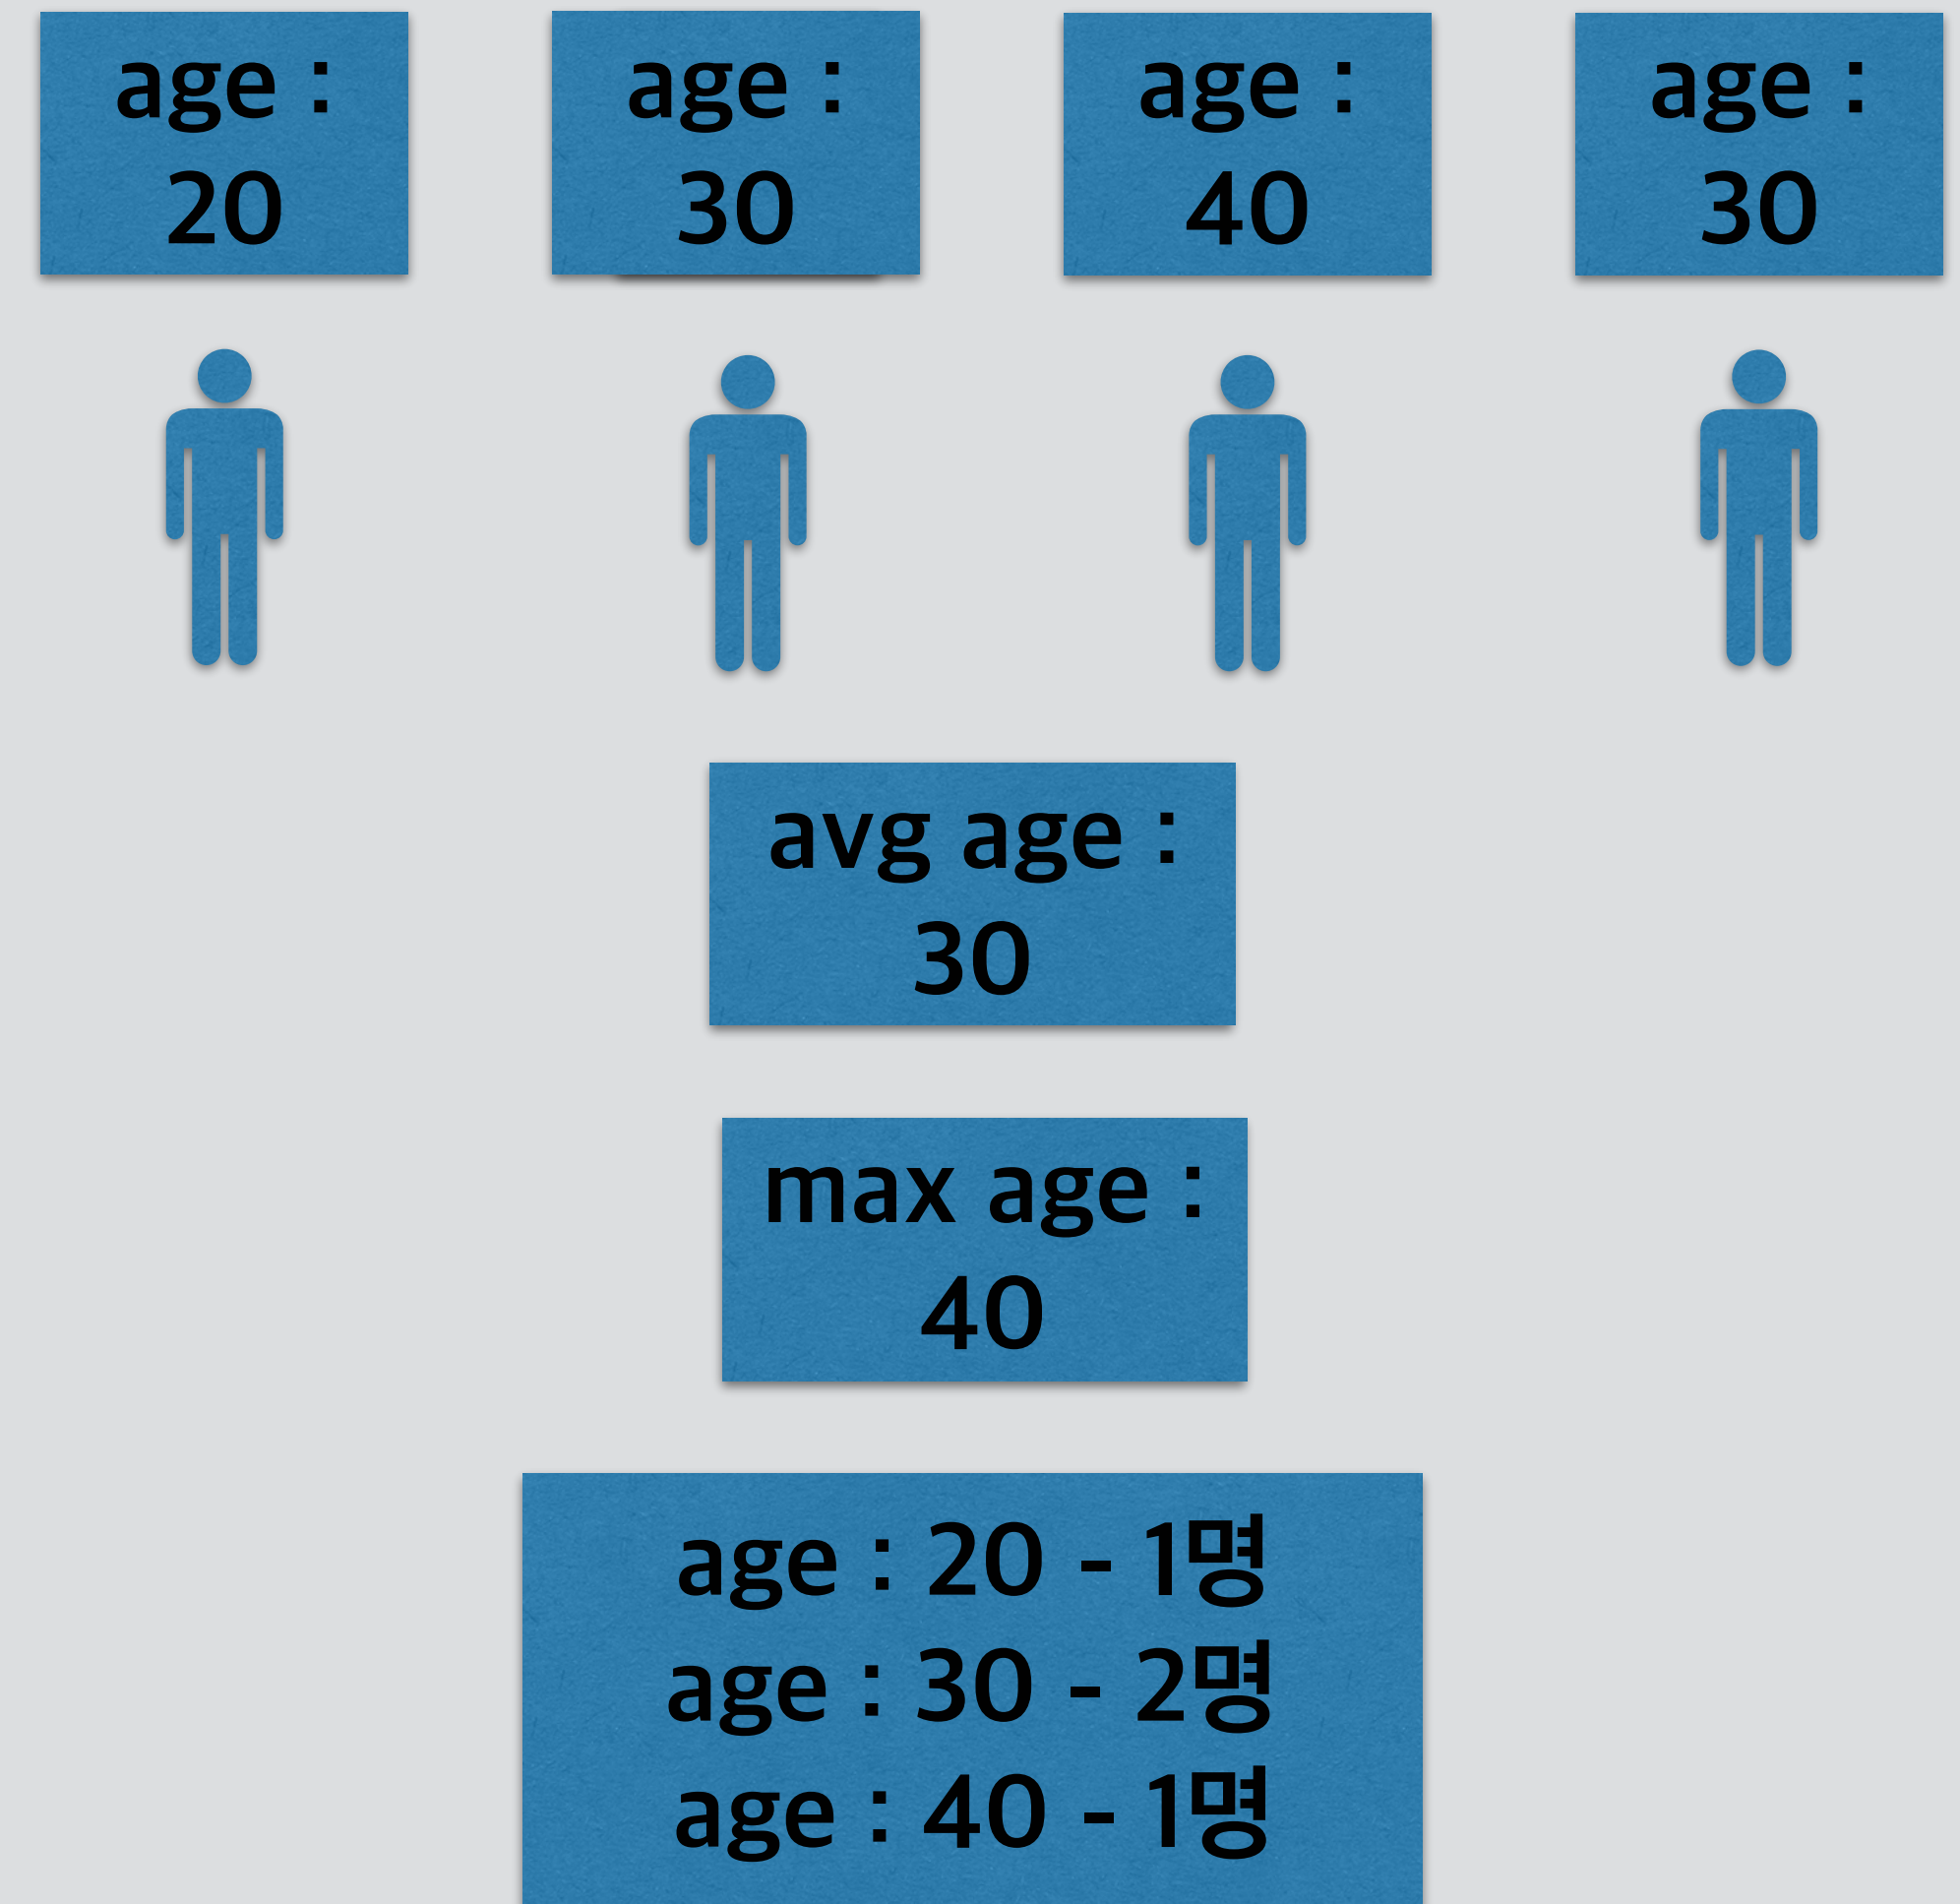 age :
20
age :
30
age :
40
age :
30
avg age :
30
max age :
40
age : 20 - 1명
age : 30 - 2명
age : 40 - 1명